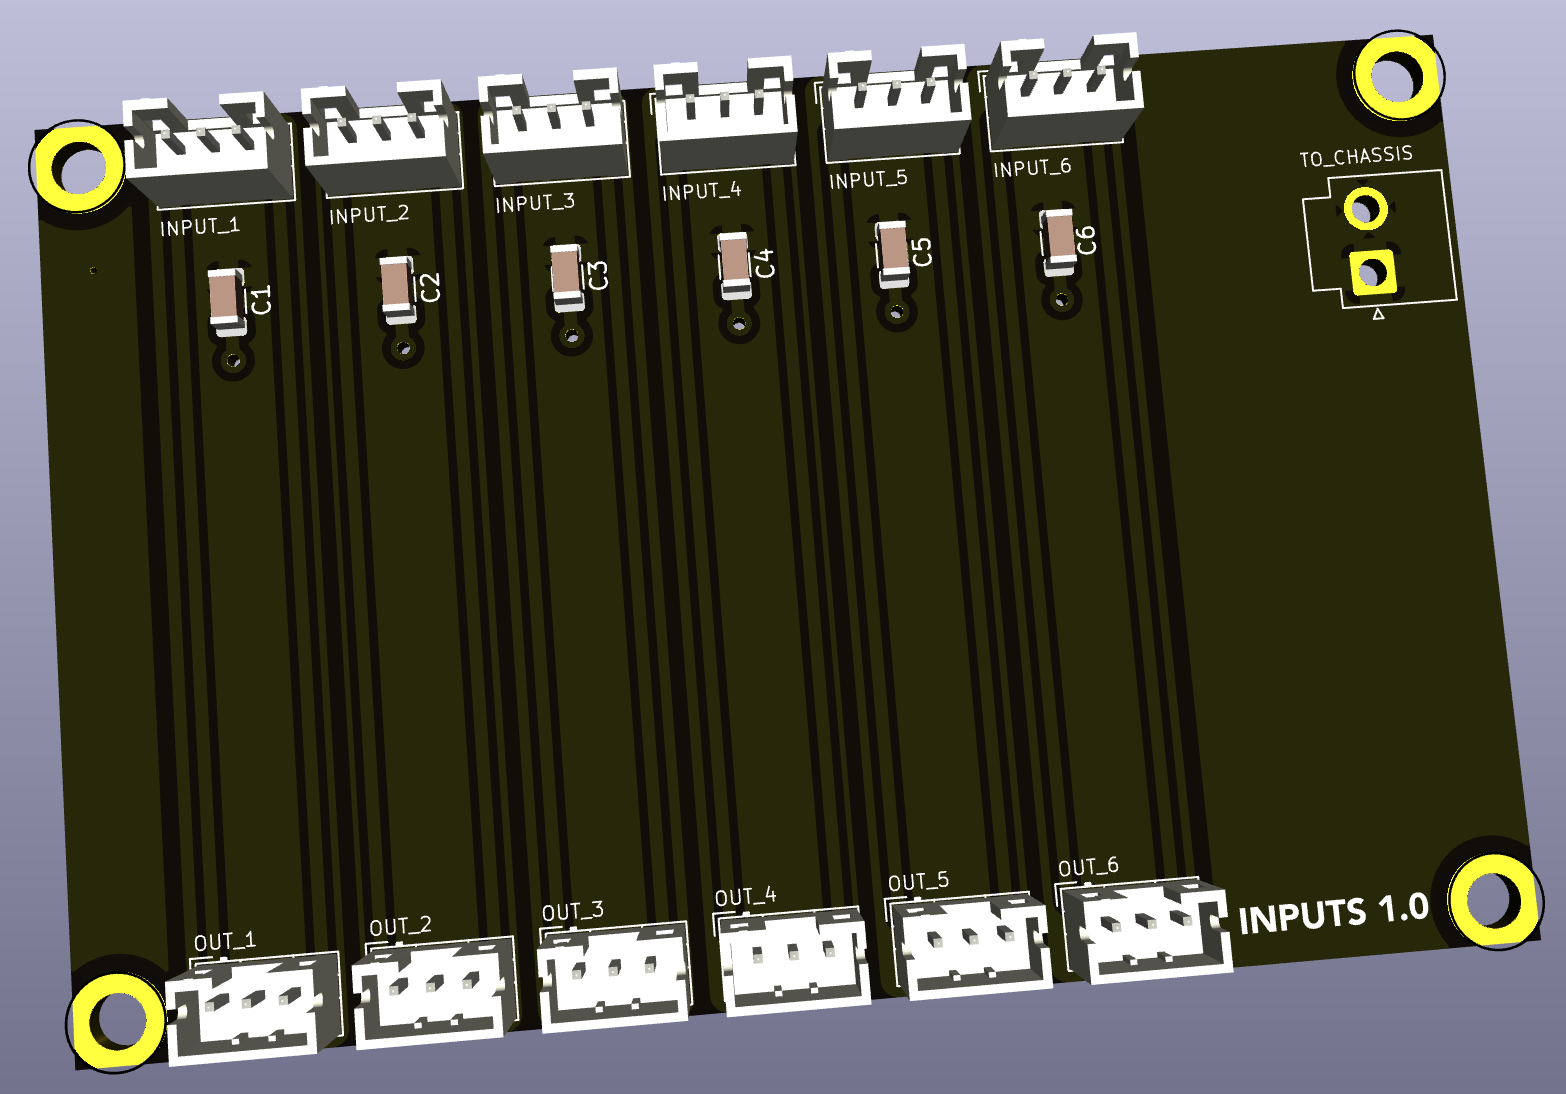 INPUT_1
INPUT_2
INPUT_3
INPUT_4
INPUT_5
INPUT_6
TO_CHASSIS
C1
C2
C3
C4
C5
C6
OUT_1
OUT_2
OUT_3
OUT_4
OUT_5
OUT_6
INPUTS 1.0